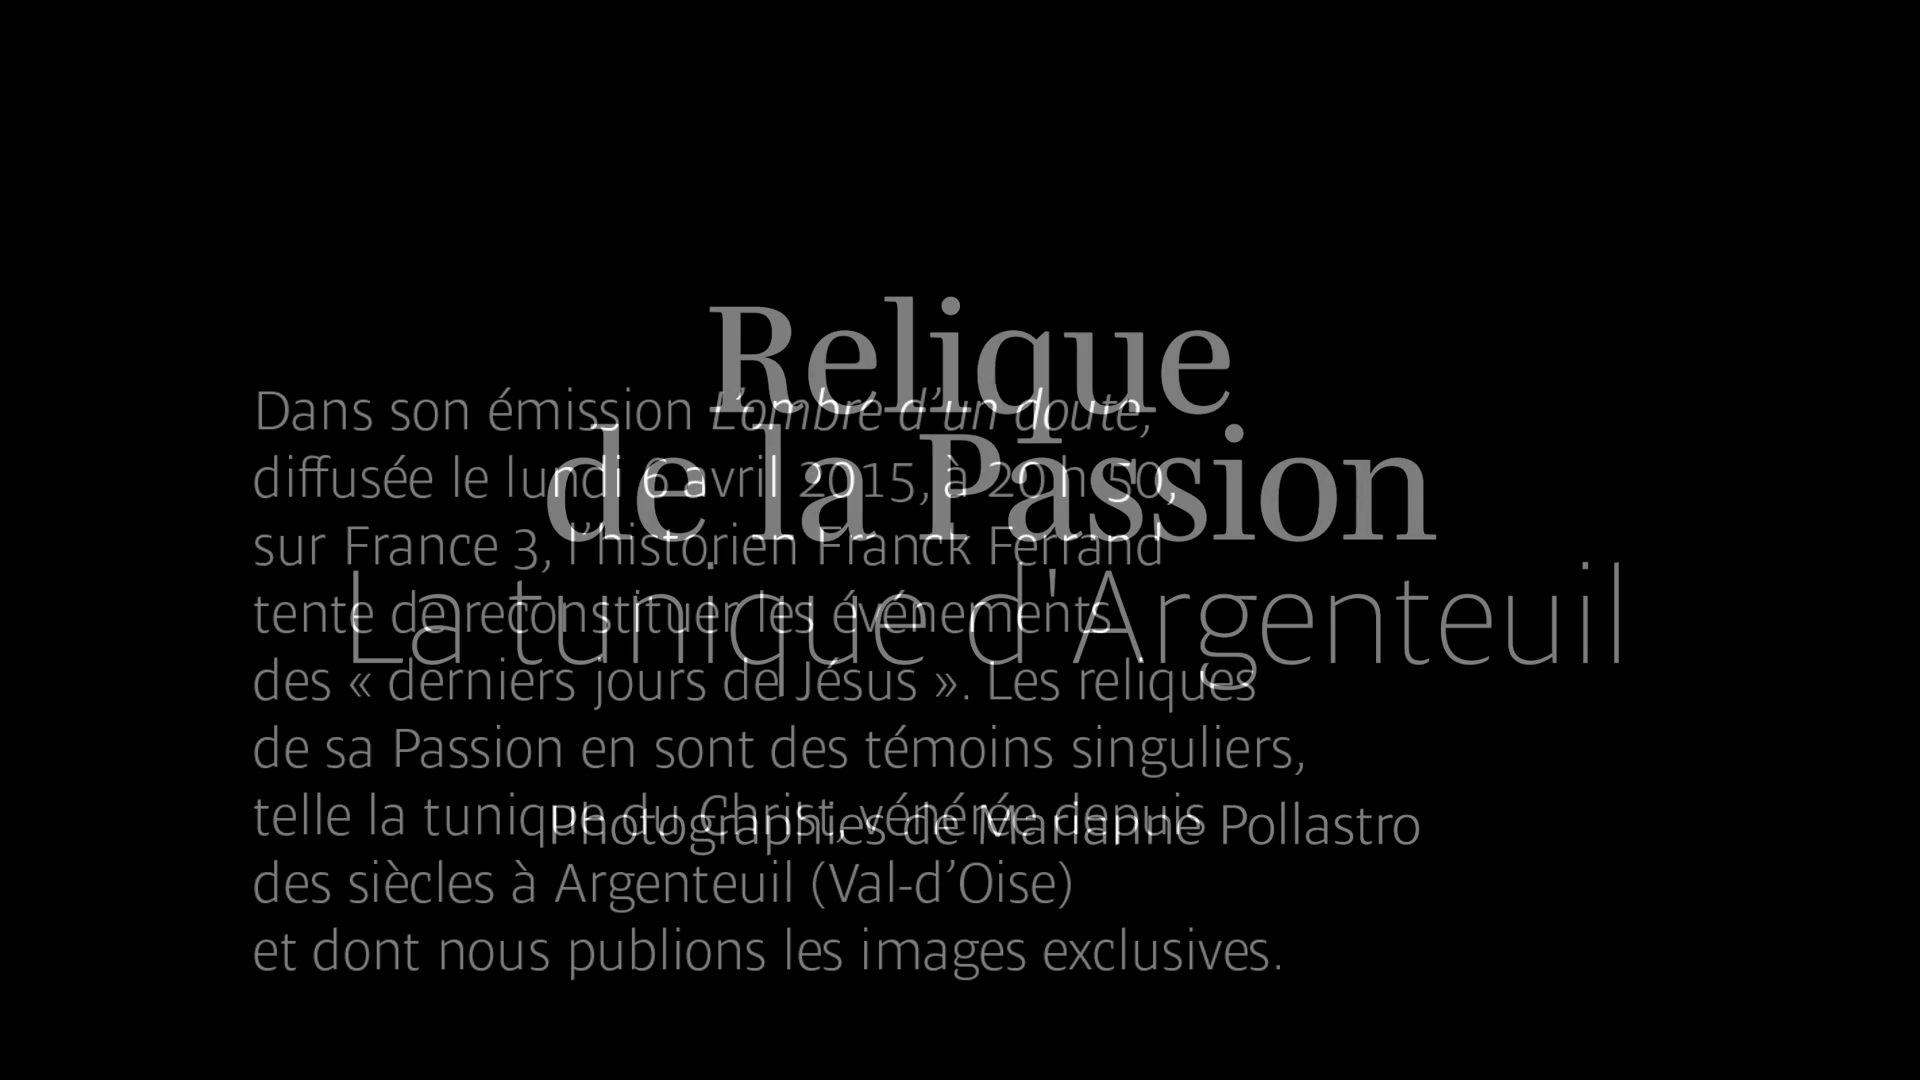 Relique
de la Passion
La tunique d'Argenteuil
Photographies de Marianne Pollastro
Dans son émission L’ombre d’un doute,
diffusée le lundi 6 avril 2015, à 20 h 50,
sur France 3, l’historien Franck Ferrand
tente de reconstituer les événements
des « derniers jours de Jésus ». Les reliques
de sa Passion en sont des témoins singuliers,
telle la tunique du Christ, vénérée depuis
des siècles à Argenteuil (Val-d’Oise)
et dont nous publions les images exclusives.